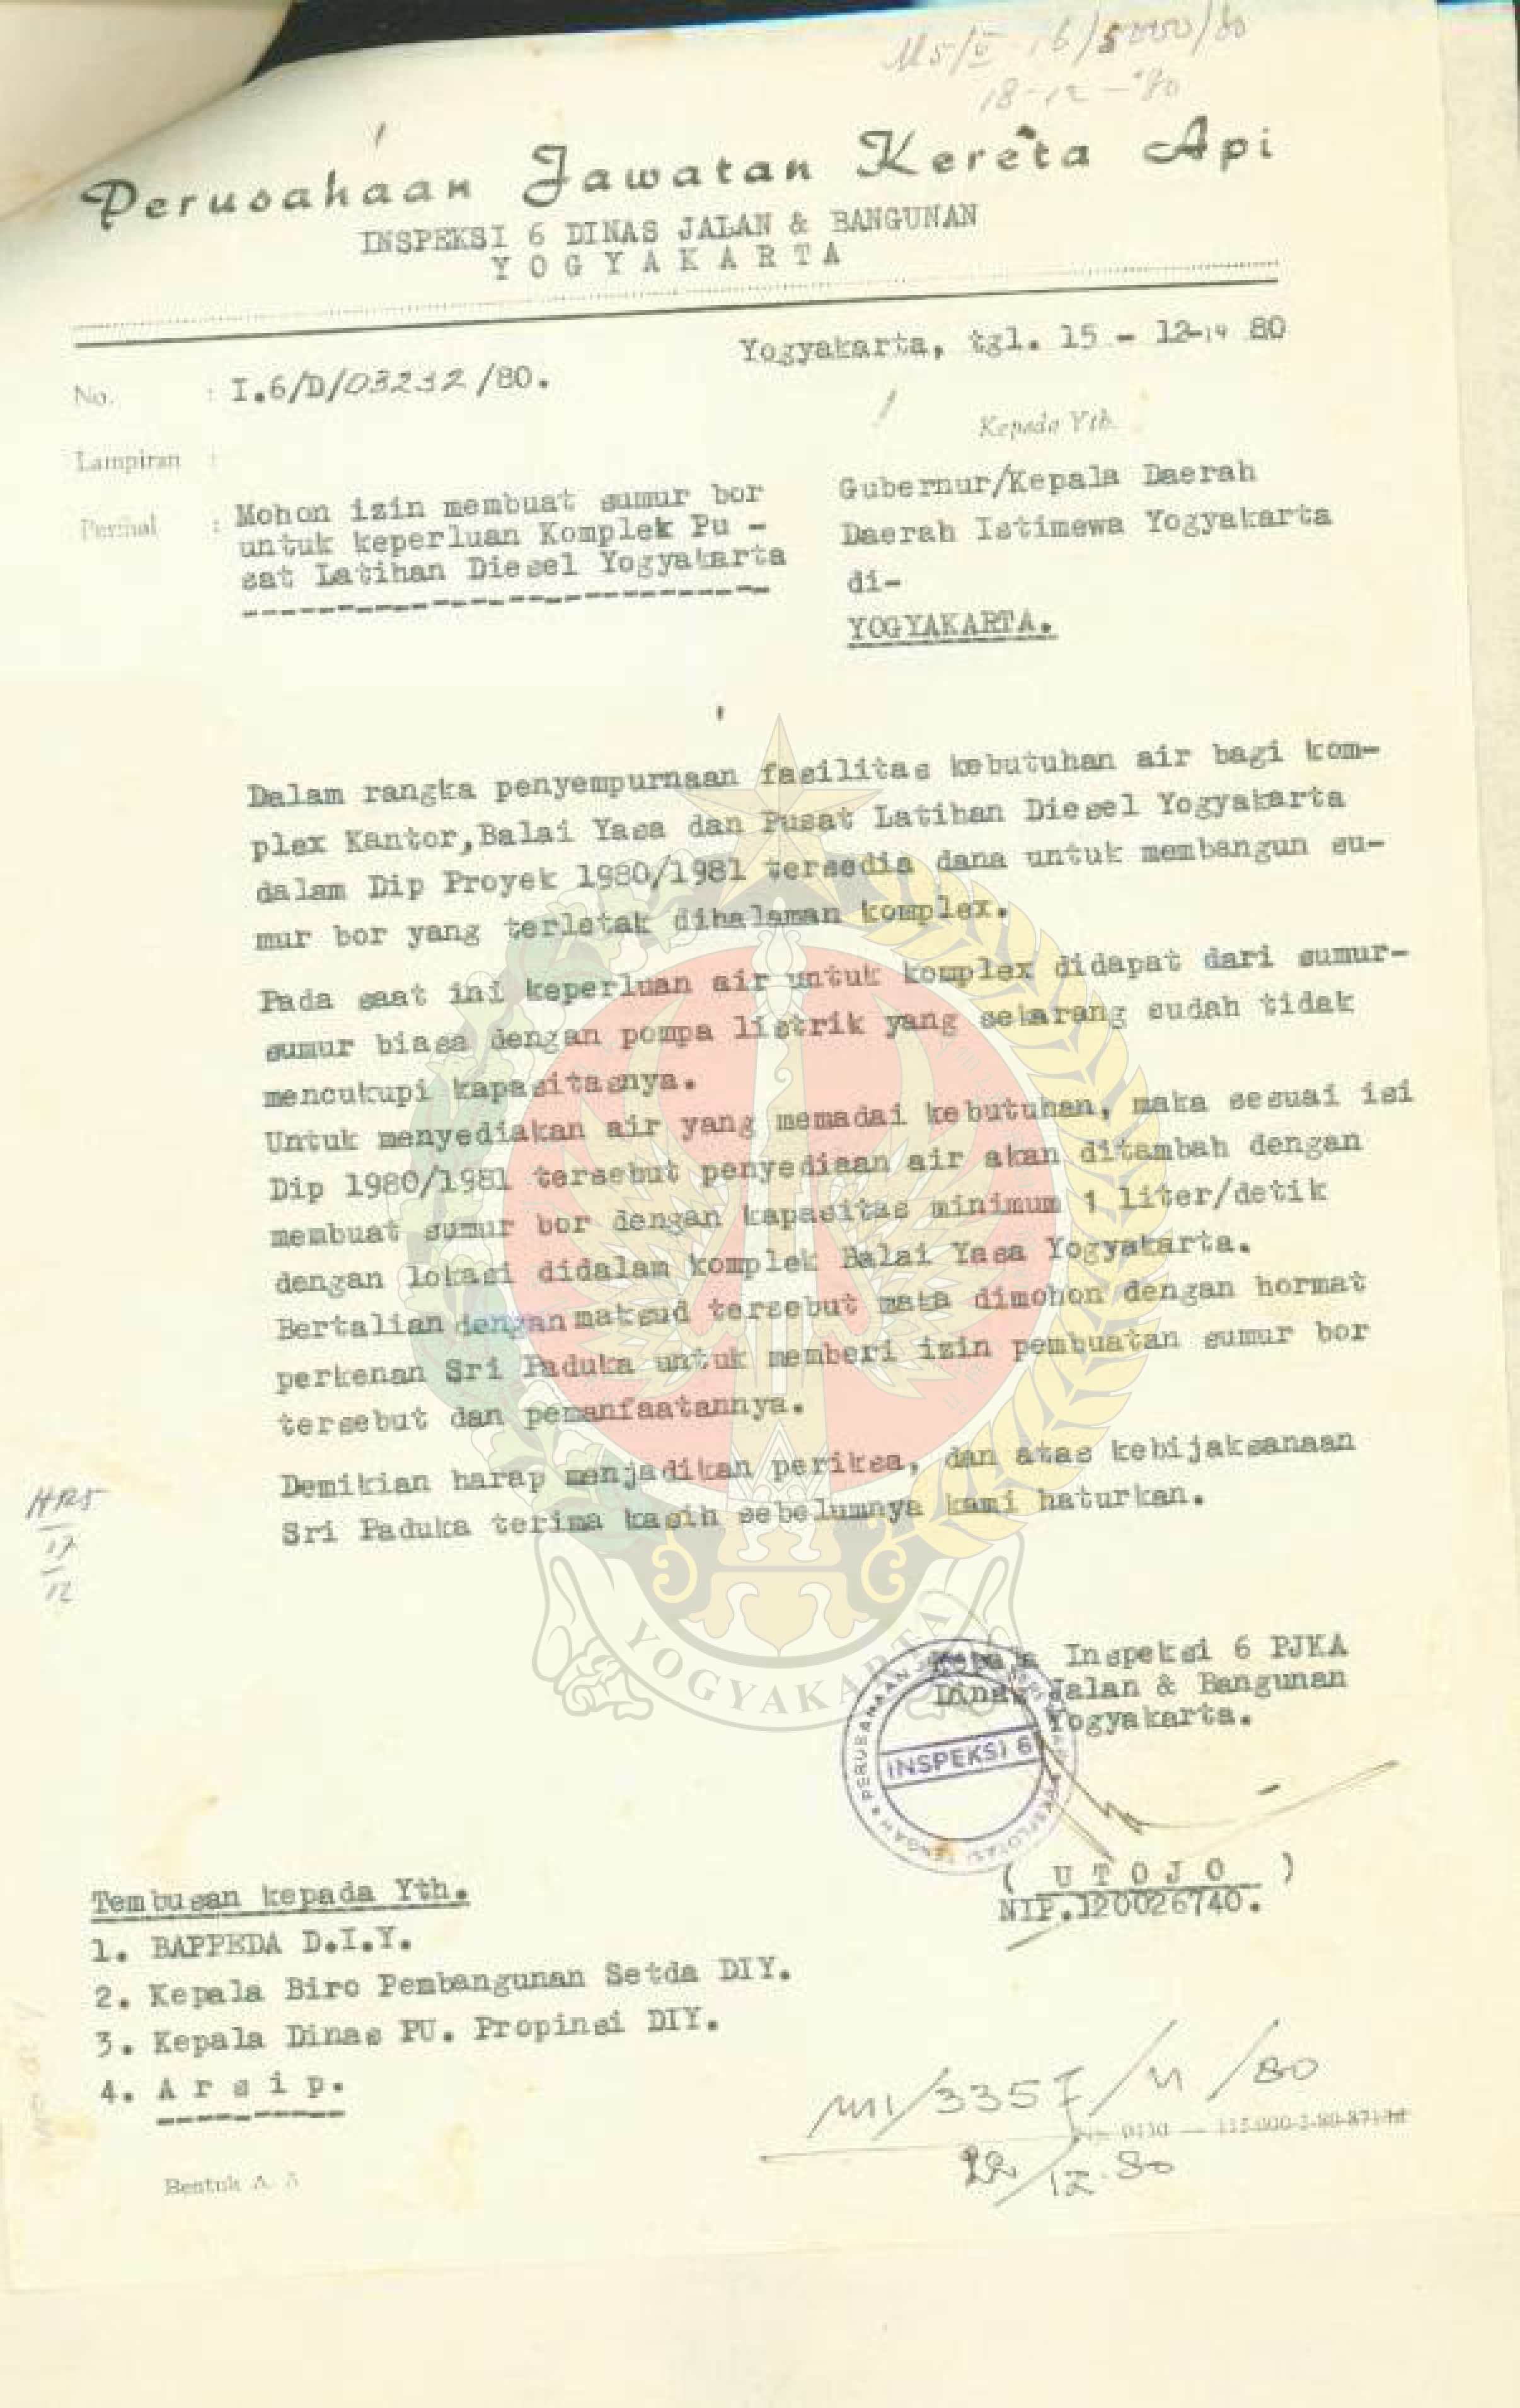 18-12-'80
Perusahaan Jawatan Kereta Api
INSPEKSI 6 DINAS JALAN & BANGUNAN
YOGYAKARTA
Yogyakarta, tgl. 15 - 12-19 80
No. : I.6/D/03212/80.
Kepada Yth.
Lampiran :
Perihal : Mohon izin membuat sumur bor
untuk keperluan Komplek Pu -
sat Latihan Diesel Yogyakarta
Gubernur/Kepala Daerah
Daerah Istimewa Yogyakarta
di-
YOGYAKARTA.
Dalam rangka penyempurnaan fasilitas kebutuhan air bagi kom-
plex Kantor,Balai Yasa dan Pusat Latihan Diesel Yogyakarta
dalam Dip Proyek 1980/1981 tersedia dana untuk membangun su-
mur bor yang terletak dihalaman komplex.
Pada saat ini keperluan air untuk komplex didapat dari sumur-
sumur biasa dengan pompa listrik yang sekarang sudah tidak
mencukupi kapasitasnya.
Untuk menyediakan air yang memadai kebutuhan, maka sesuai isi
Dip 1980/1981 tersebut penyediaan air akan ditambah dengan
membuat sumur bor dengan kapasitas minimum 1 liter/detik
dengan lokasi didalam komplek Balai Yasa Yogyakarta.
Bertalian dengan maksud tersebut maka dimohon dengan hormat
perkenan Sri Paduka untuk memberi izin pembuatan sumur bor
tersebut dan pemanfaatannya.
Demikian harap menjadikan periksa, dan atas kebijaksanaan
Sri Paduka terima kasih sebelumnya kami haturkan.
17
12
YOGYAKARTA
Kepala Inspeksi 6 PJKA
Dinas Jalan & Bangunan
Yogyakarta.
INSPEKSI 6
( U T O J O )
NIP.120026740.
Tembusan kepada Yth.
1. BAPPEDA D.I.Y.
2. Kepala Biro Pembangunan Setda DIY.
3. Kepala Dinas PU. Propinsi DIY.
4. A r s i p.
22/12-80
Bentuk A. 5